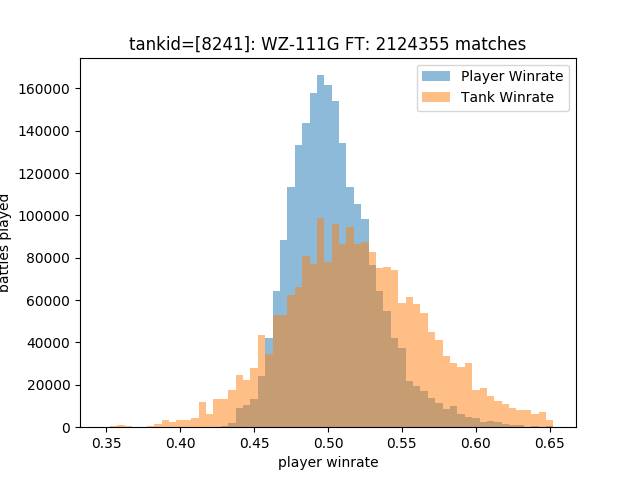 tankid=[8241]: WZ-111G FT: 2124355 matches
Player Winrate
Tank Winrate
battles played
160000
140000
120000
100000
80000
60000
40000
20000
0
0.35 0.40 0.45 0.50 0.55 0.60 0.65
player winrate